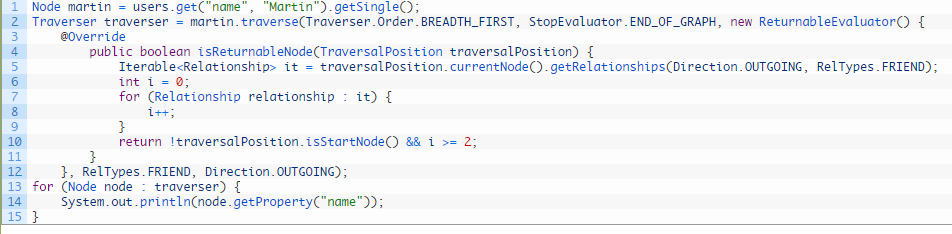 1 Node martin = users.get("name", "Martin").getSingle();
2 Traverser traverser = martin.traverse(Traverser.Order.BREADTH_FIRST, StopEvaluator.END_OF_GRAPH, new ReturnableEvaluator() {
3     @Override
4         public boolean isReturnableNode(TraversalPosition traversalPosition) {
5             Iterable<Relationship> it = traversalPosition.currentNode().getRelationships(Direction.OUTGOING, RelTypes.FRIEND);
6             int i = 0;
7             for (Relationship relationship : it) {
8                 i++;
9             }
10             return !traversalPosition.isStartNode() && i >= 2;
11         }
12     }, RelTypes.FRIEND, Direction.OUTGOING);
13 for (Node node : traverser) {
14     System.out.println(node.getProperty("name"));
15 }